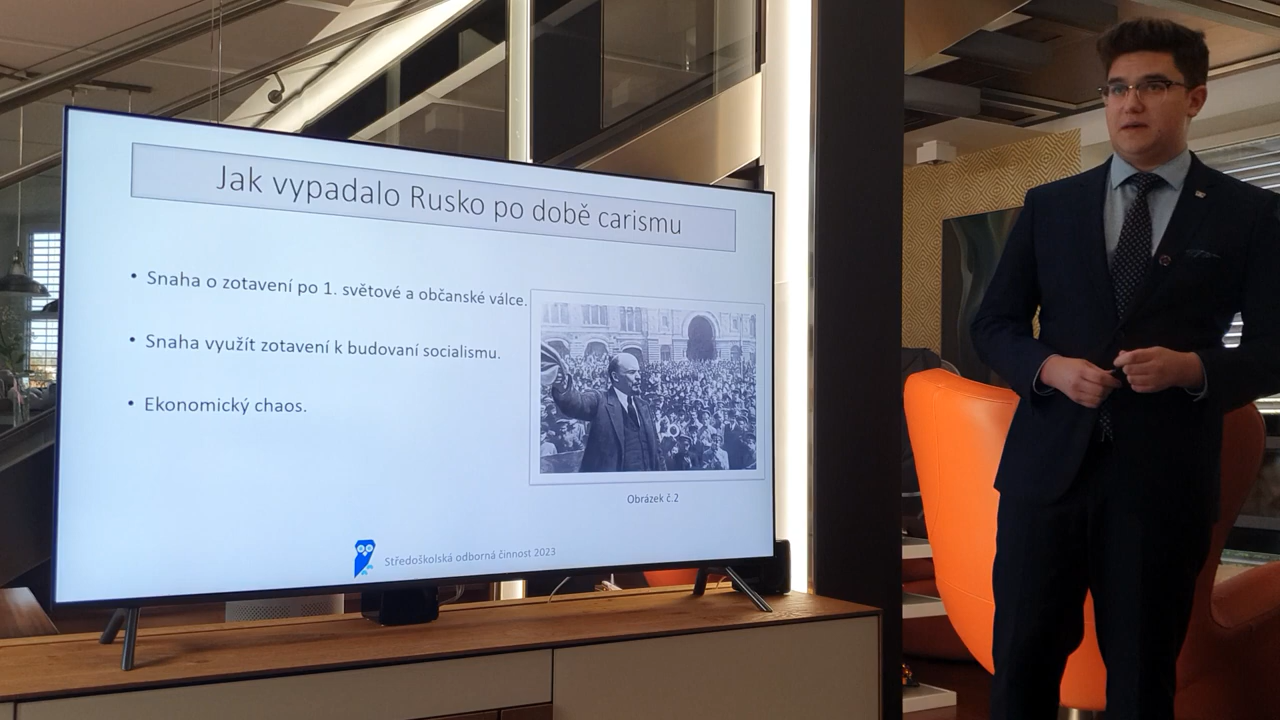 Jak vypadalo Rusko po době carismu
• Snaha o zotavení po 1. světové a občanské válce.
• Snaha využít zotavení k budovaní socialismu.
• Ekonomický chaos.
Obrázek č.2
Středoškolská odborná činnost 2023